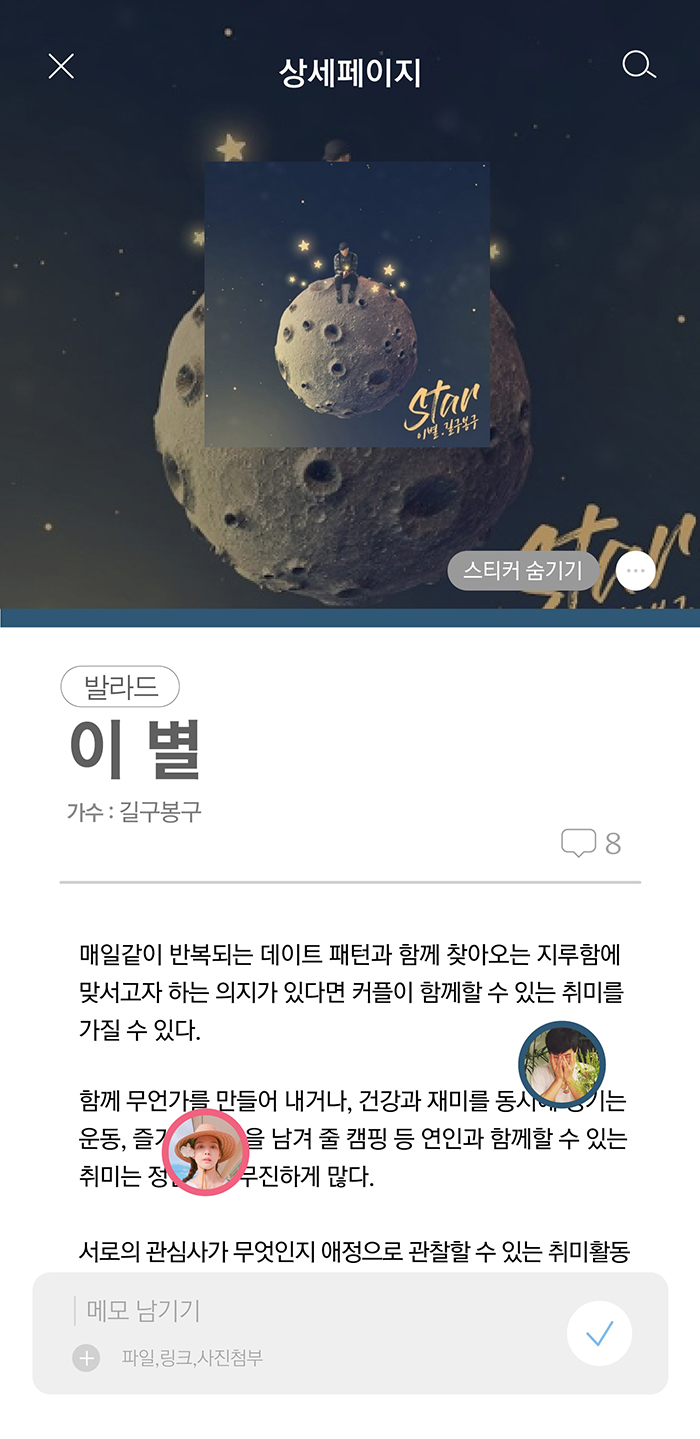 상세페이지
Star
이별.길구봉구
Star
스티커 숨기기
발라드
이 별
가수 : 길구봉구
8
매일같이 반복되는 데이트 패턴과 함께 찾아오는 지루함에
맞서고자 하는 의지가 있다면 커플이 함께할 수 있는 취미를
가질 수 있다.
함께 무언가를 만들어 내거나, 건강과 재미를 동시에 챙기는
운동, 을 남겨 줄 캠핑 등 연인과 함께할 수 있는
취미는 무진하게 많다.
서로의 관심사가 무엇인지 애정으로 관찰할 수 있는 취미활동
메모 남기기
파일,링크,사진첨부